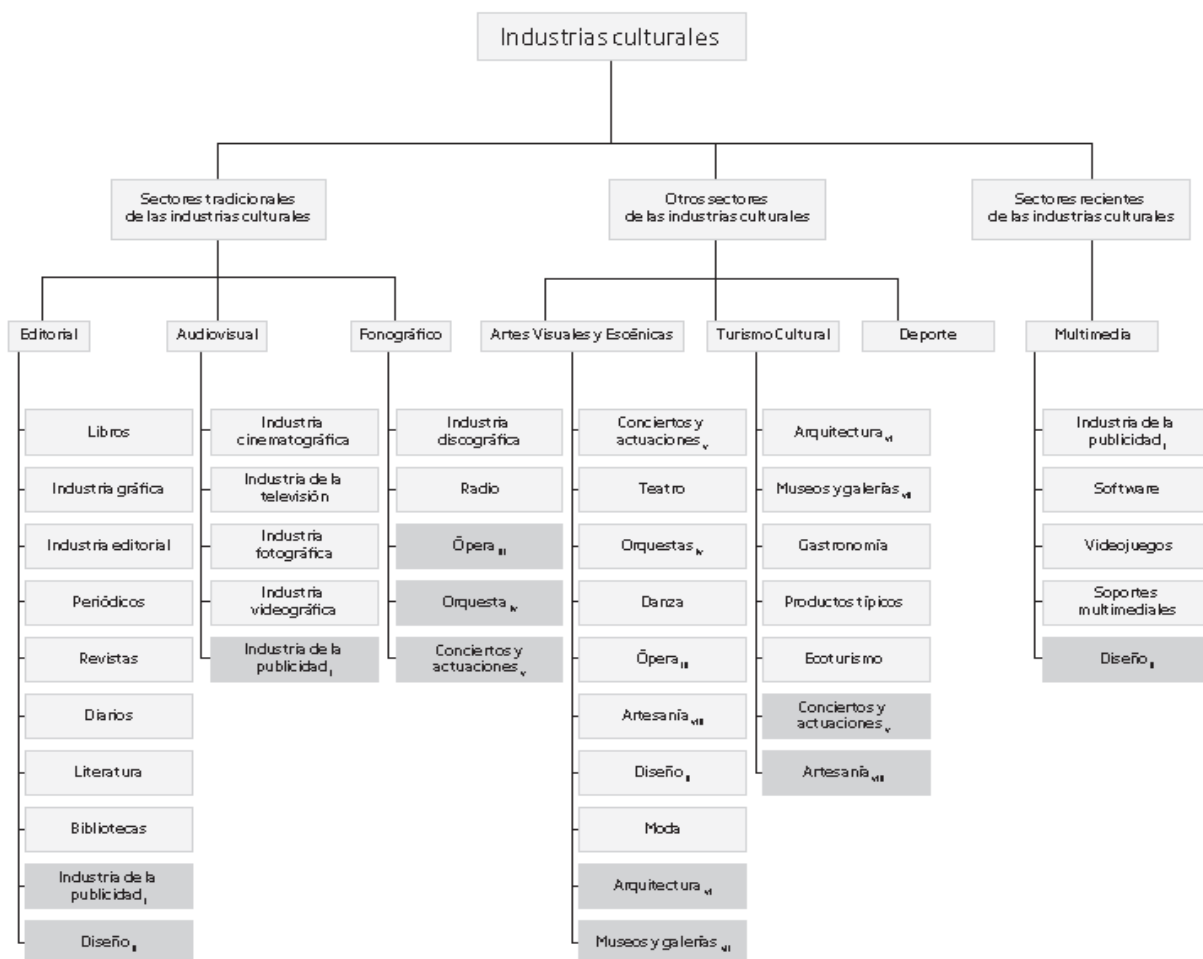 Industrias culturales
Sectores tradicionales
de las industrias culturales
Otros sectores
de las industrias culturales
Sectores recientes
de las industrias culturales
Editorial
Audiovisual
Fonográfico
Artes Visuales y Escénicas
Turismo Cultural
Deporte
Multimedia
Libros
Industria gráfica
Industria editorial
Periódicos
Revistas
Diarios
Literatura
Bibliotecas
Industria de la
publicidad I
Diseño II
Industria
cinematográfica
Industria de la
televisión
Industria
fotográfica
Industria
videográfica
Industria de la
publicidad I
Industria
discográfica
Radio
Ópera III
Orquesta IV
Conciertos y
actuaciones V
Conciertos y
actuaciones V
Teatro
Orquestas IV
Danza
Ópera III
Artesanía VIII
Diseño II
Moda
Arquitectura VI
Museos y galerías VII
Arquitectura VI
Museos y galerías VII
Gastronomía
Productos típicos
Ecoturismo
Conciertos y
actuaciones V
Artesanía VIII
Industria de la
publicidad I
Software
Videojuegos
Soportes
multimediales
Diseño II